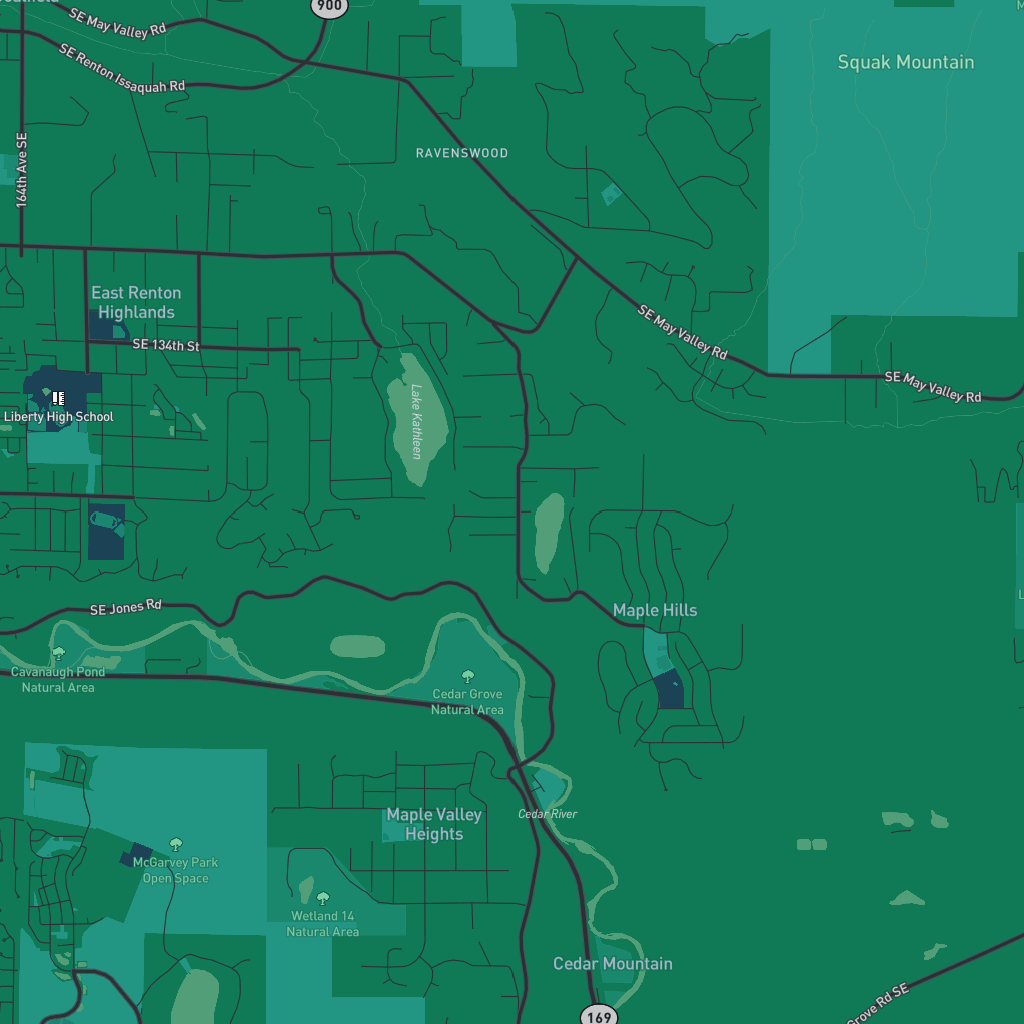 900
SE May Valley Rd
SE Renton Issaquah Rd
Squak Mountain
164th Ave SE
RAVENSWOOD
East Renton
Highlands
SE 134th St
SE May Valley Rd
SE May Valley Rd
Liberty High School
Lake Kathleen
SE Jones Rd
Maple Hills
Cavanaugh Pond
Natural Area
Cedar Grove
Natural Area
Maple Valley
Heights
Cedar River
McGarvey Park
Open Space
Wetland 14
Natural Area
Cedar Mountain
Grove Rd SE
169